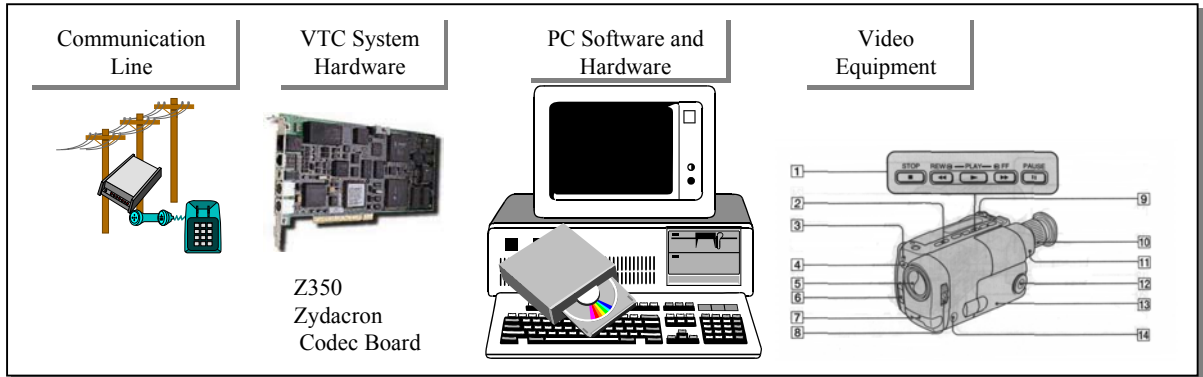 Communication
Line
VTC System
Hardware
PC Software and
Hardware
Video
Equipment
Z350
Zydacron
Codec Board
STOP REW PLAY FF PAUSE
1
2
3
4
5
6
7
8
9
10
11
12
13
14